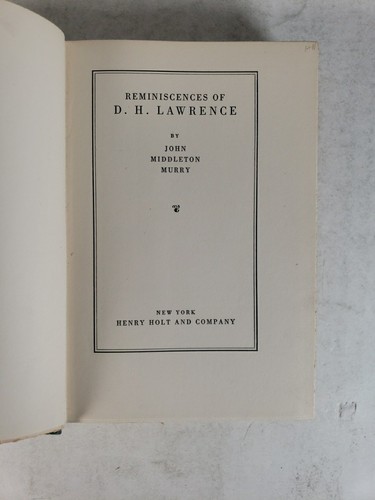 REMINISCENCES OF
D. H. LAWRENCE
BY
JOHN
MIDDLETON
MURRY
NEW YORK
HENRY HOLT AND COMPANY